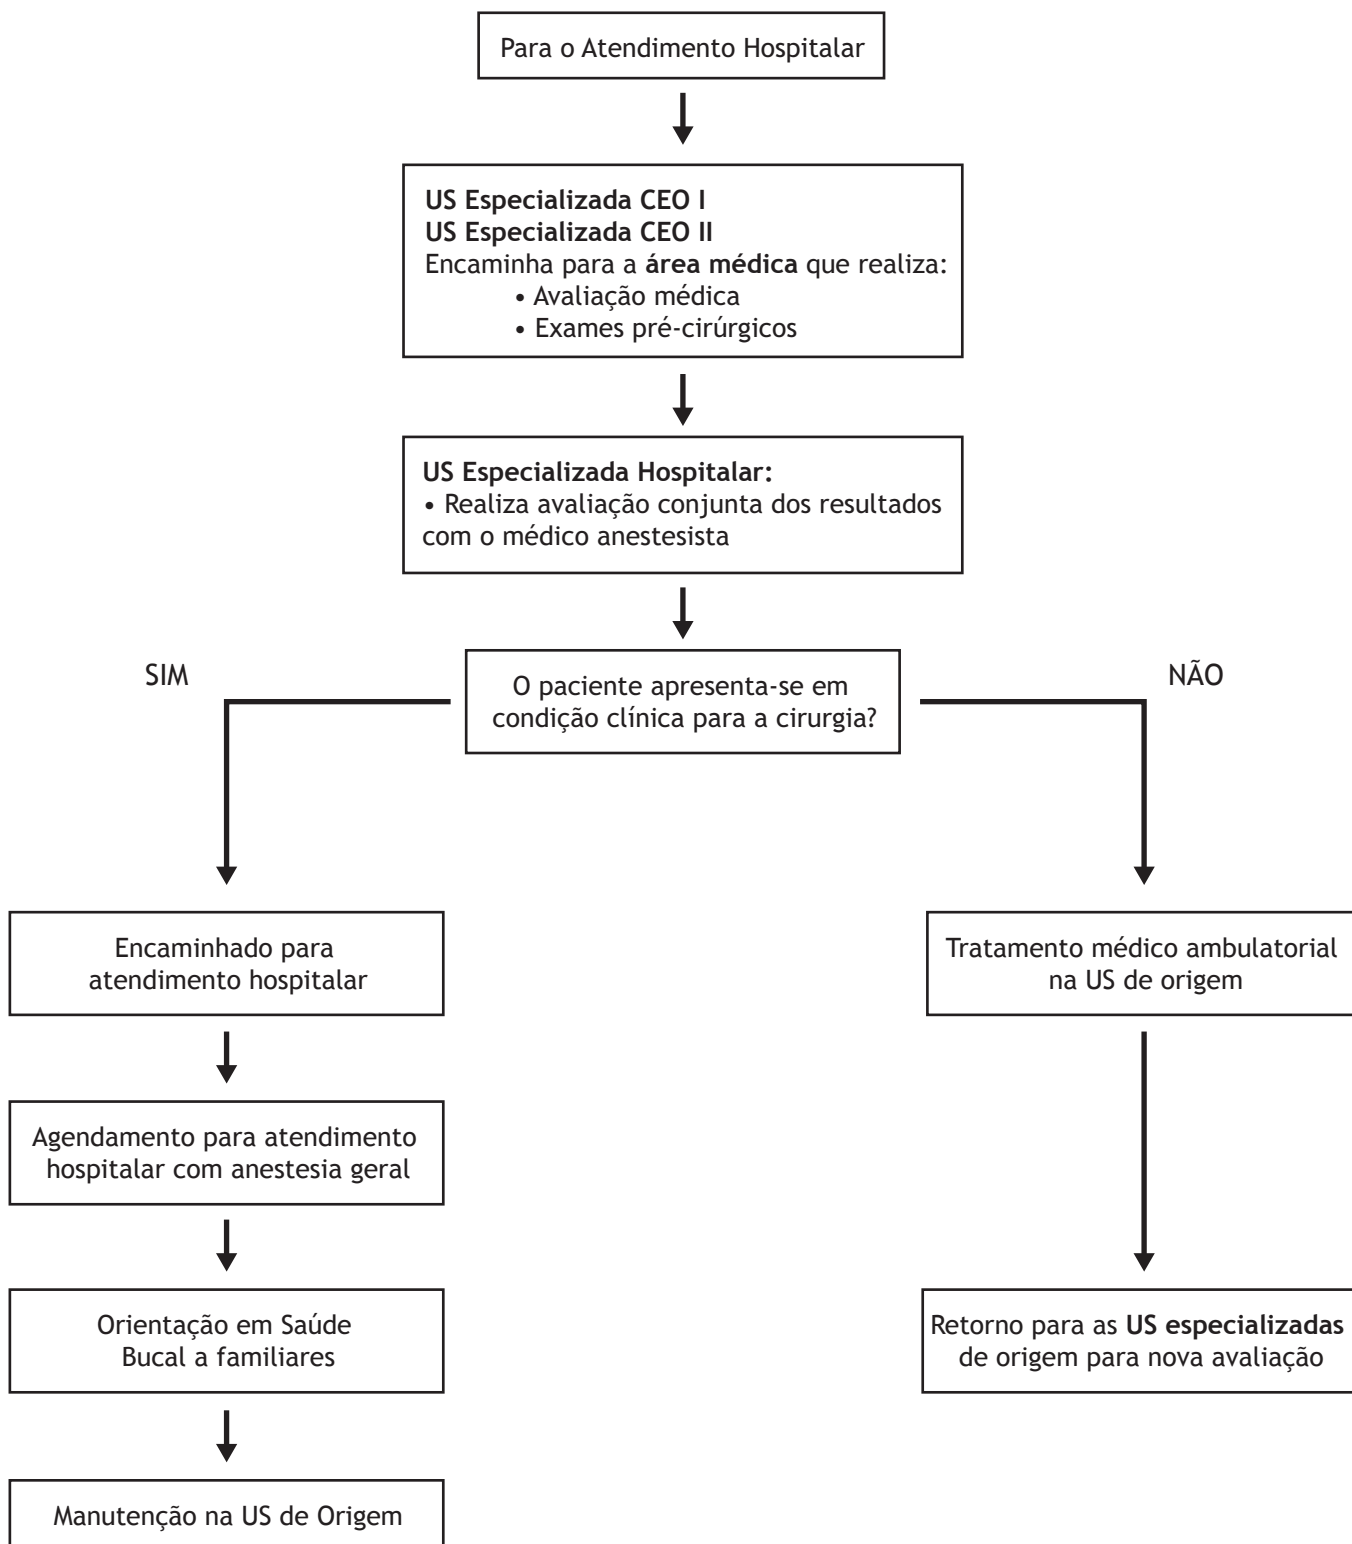 Para o Atendimento Hospitalar
US Especializada CEO I
US Especializada CEO II
Encaminha para a área médica que realiza:
• Avaliação médica
• Exames pré-cirúrgicos
US Especializada Hospitalar:
• Realiza avaliação conjunta dos resultados
com o médico anestesista
O paciente apresenta-se em
condição clínica para a cirurgia?
SIM
NÃO
Encaminhado para
atendimento hospitalar
Tratamento médico ambulatorial
na US de origem
Agendamento para atendimento
hospitalar com anestesia geral
Orientação em Saúde
Bucal a familiares
Retorno para as US especializadas
de origem para nova avaliação
Manutenção na US de Origem